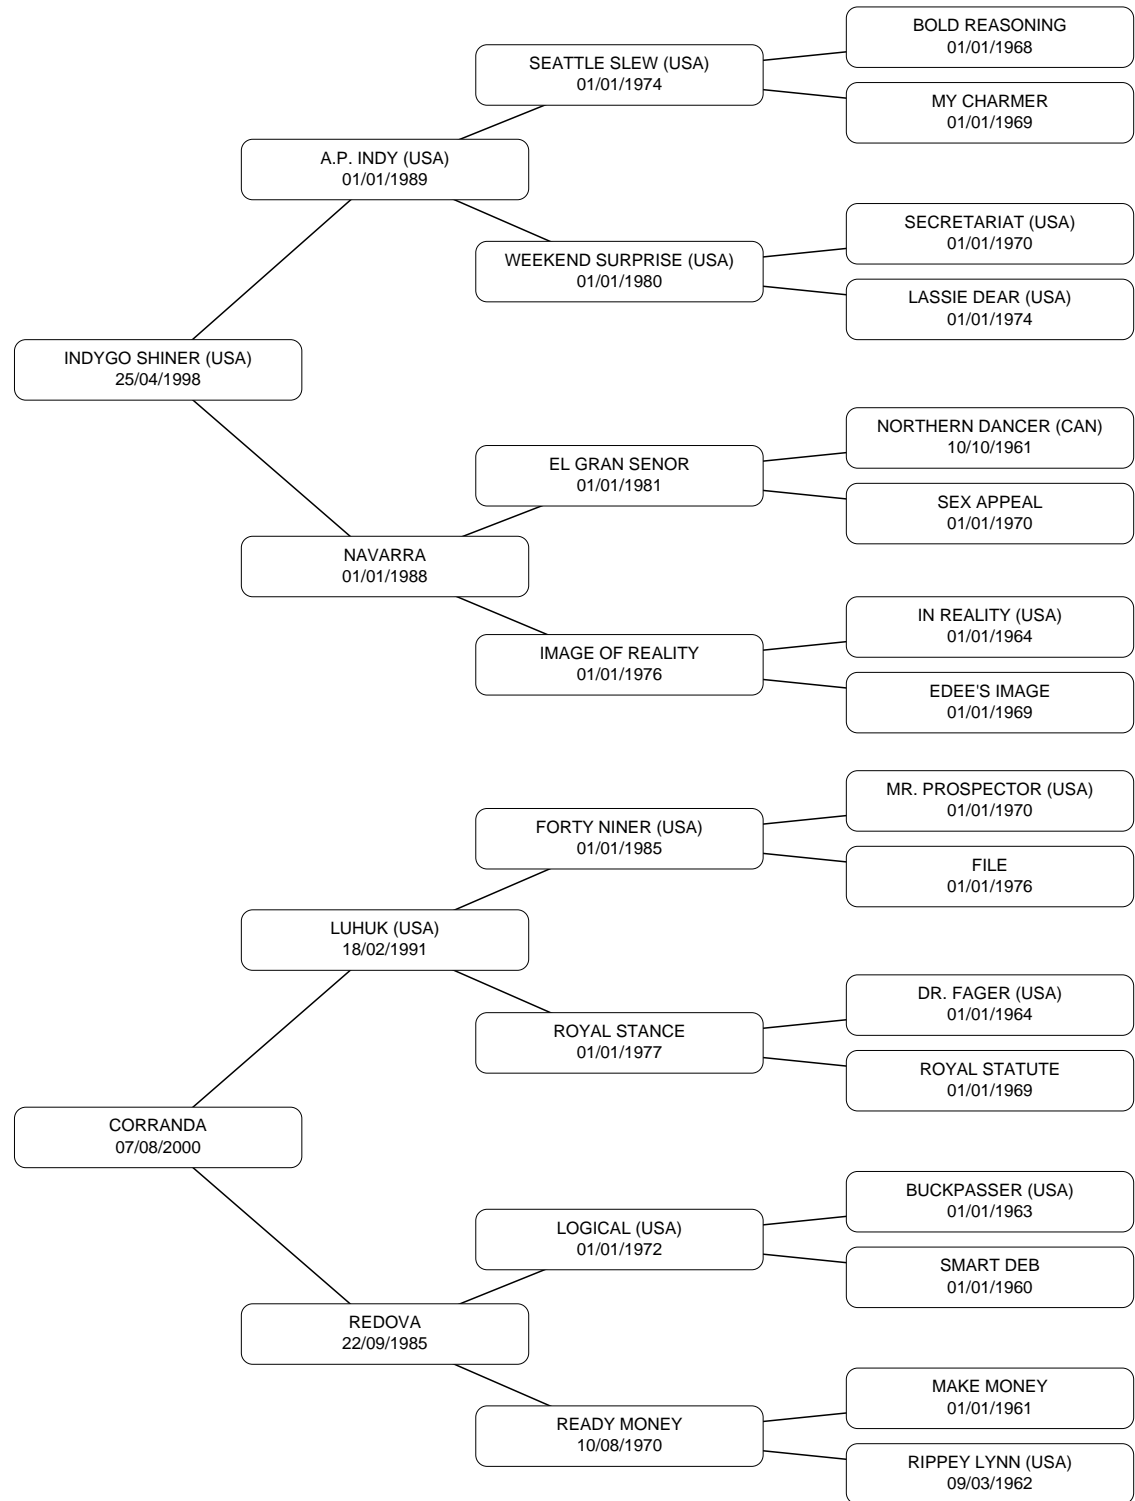 BOLD REASONING
01/01/1968
SEATTLE SLEW (USA)
01/01/1974
MY CHARMER
01/01/1969
A.P. INDY (USA)
01/01/1989
SECRETARIAT (USA)
01/01/1970
WEEKEND SURPRISE (USA)
01/01/1980
LASSIE DEAR (USA)
01/01/1974
INDYGO SHINER (USA)
25/04/1998
NORTHERN DANCER (CAN)
10/10/1961
EL GRAN SENOR
01/01/1981
SEX APPEAL
01/01/1970
NAVARRA
01/01/1988
IN REALITY (USA)
01/01/1964
IMAGE OF REALITY
01/01/1976
EDEE'S IMAGE
01/01/1969
MR. PROSPECTOR (USA)
01/01/1970
FORTY NINER (USA)
01/01/1985
FILE
01/01/1976
LUHUK (USA)
18/02/1991
DR. FAGER (USA)
01/01/1964
ROYAL STANCE
01/01/1977
ROYAL STATUTE
01/01/1969
CORRANDA
07/08/2000
BUCKPASSER (USA)
01/01/1963
LOGICAL (USA)
01/01/1972
SMART DEB
01/01/1960
REDOVA
22/09/1985
MAKE MONEY
01/01/1961
READY MONEY
10/08/1970
RIPPEY LYNN (USA)
09/03/1962